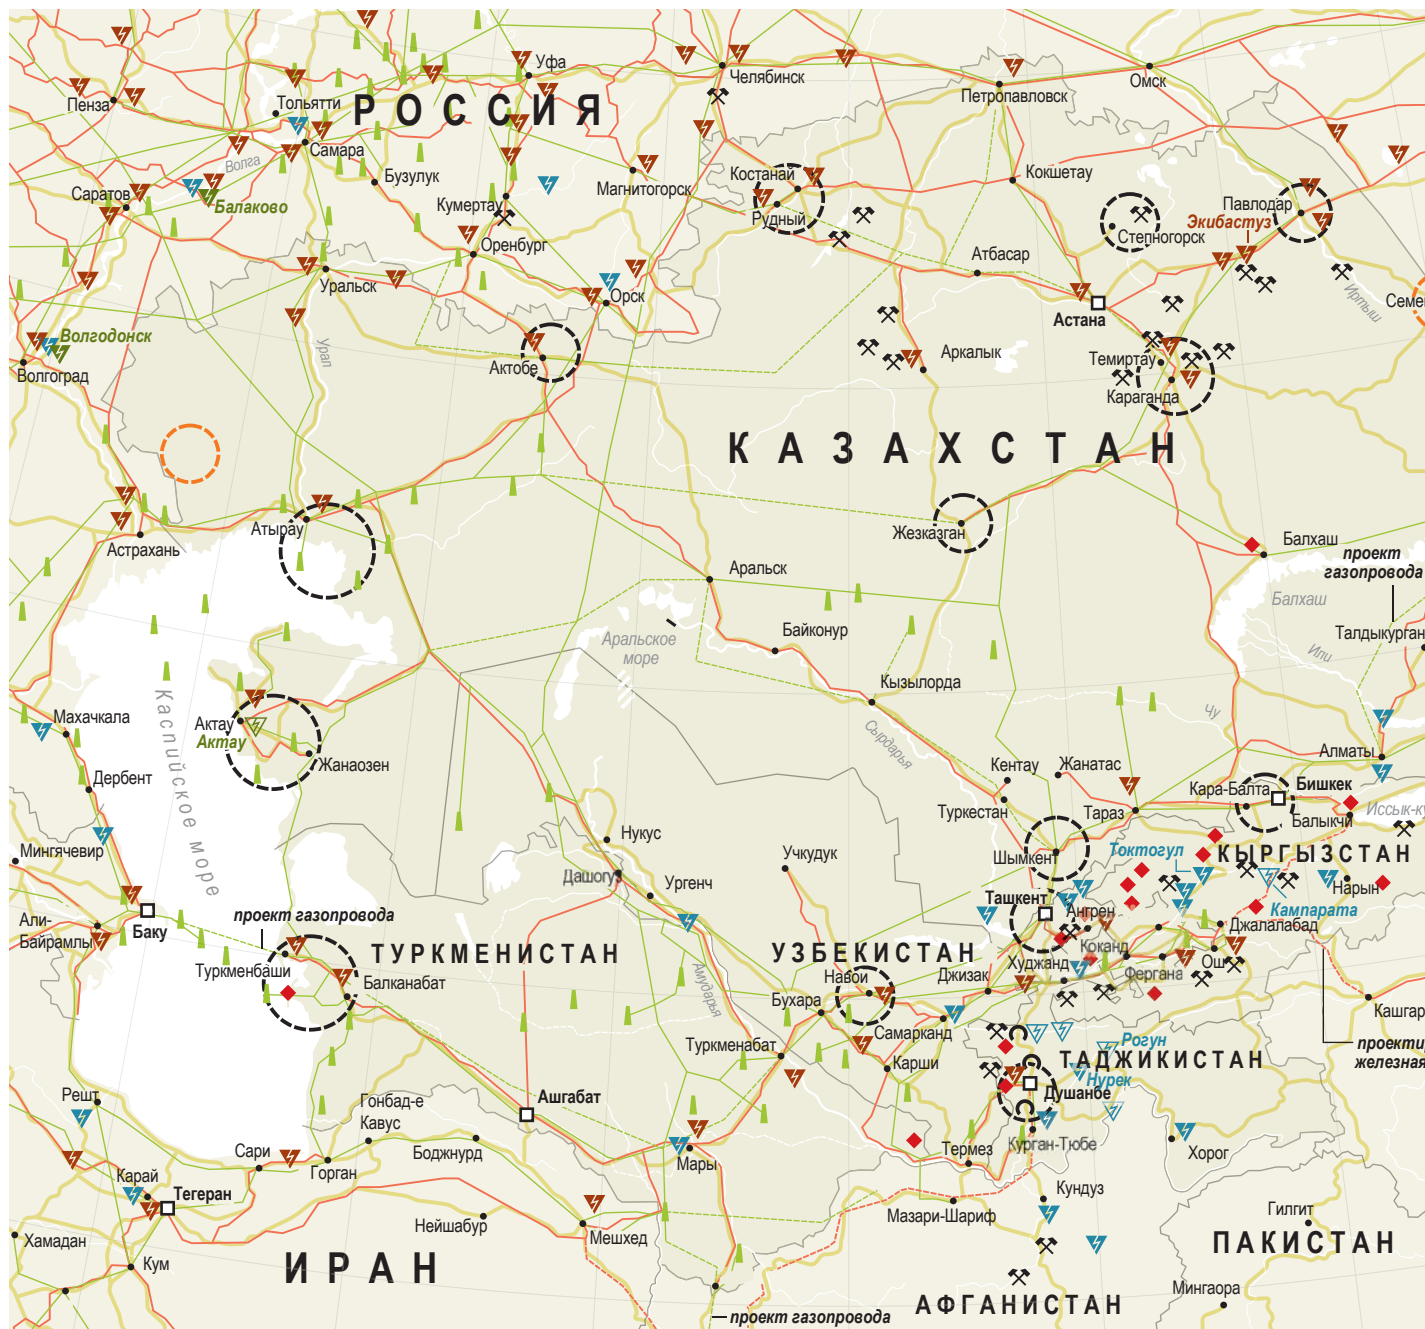 Уфа
Челябинск
Омск
Пенза
Тольятти
РОССИЯ
Петропавловск
Самара
Волга
Бузулук
Магнитогорск
Костанай
Кокшетау
Саратов
Балаково
Кумертау
Рудный
Павлодар
Экибастуз
Степногорск
Оренбург
Атбасар
Уральск
Орск
Иртыш
Астана
Волгодонск
Урал
Волгоград
Актобе
Аркалык
Темиртау
Караганда
КАЗАХСТАН
Атырау
Жезказган
Астрахань
Балхаш
проект
газопровода
Аральск
Балхаш
Аральское
море
Байконур
Талдыкурган
Или
Кызылорда
Каспийское море
Чу
Махачкала
Актау
Актау
Сырдарья
Жанаозен
Алматы
Дербент
Кентау
Жанатас
Кара-Балта
Бишкек
Туркестан
Тараз
Балыкчи
Нукус
Мингячевир
Учкудук
Шымкент
Токтогул
КЫРГЫЗСТАН
Дашогуз
Ургенч
Ташкент
Нарын
Ангрен
Кампарата
Али-
Байрамлы
Баку
проект газопровода
Джалалабад
ТУРКМЕНИСТАН
УЗБЕКИСТАН
Коканд
Туркменбаши
Худжанд
Ош
Балканабат
Навои
Джизак
Фергана
Амударья
Бухара
Кашгар
Самарканд
Туркменабат
Рогун
Карши
ТАДЖИКИСТАН
Нурек
Решт
Гонбад-е
Кавус
Ашгабат
Душанбе
Боджнурд
Курган-Тюбе
Сари
Горган
Мары
Термез
Хорог
Карай
Тегеран
Кундуз
Нейшабур
Мазари-Шариф
Гилгит
Мешхед
Хамадан
ПАКИСТАН
Кум
ИРАН
Мингаора
АФГАНИСТАН
проект газопровода